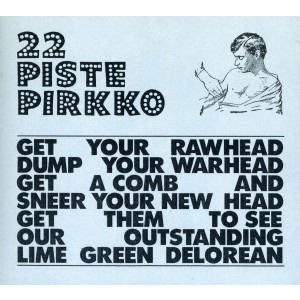 22
PISTE
PIRKKO
GET YOUR RAWHEAD
DUMP YOUR WARHEAD
GET A COMB AND
SNEER YOUR NEW HEAD
GET THEM TO SEE
OUR OUTSTANDING
LIME GREEN DELOREAN